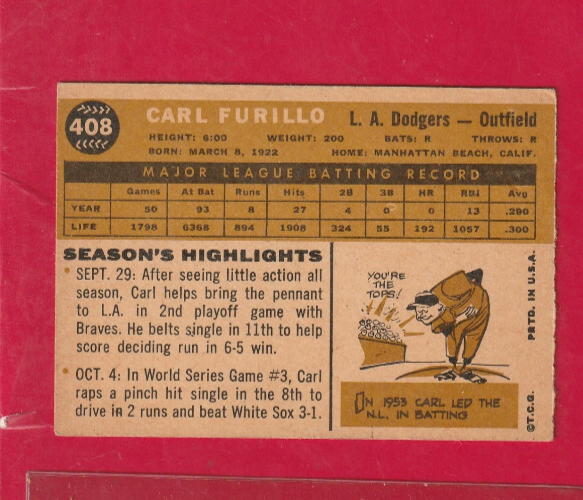 408
CARL FURILLO
L. A. Dodgers — Outfield
HEIGHT: 6:00 WEIGHT: 200 BATS: R THROWS: R
BORN: MARCH 8, 1922 HOME: MANHATTAN BEACH, CALIF.
MAJOR LEAGUE BATTING RECORD
Games At Bat Runs Hits 2B 3B HR RBI Avg
YEAR 50 93 8 27 4 0 0 13 .290
LIFE 1798 6368 894 1908 324 55 192 1057 .300
SEASON'S HIGHLIGHTS
• SEPT. 29: After seeing little action all
season, Carl helps bring the pennant
to L.A. in 2nd playoff game with
Braves. He belts single in 11th to help
score deciding run in 6-5 win.
• OCT. 4: In World Series Game #3, Carl
raps a pinch hit single in the 8th to
drive in 2 runs and beat White Sox 3-1.
YOU'RE
THE
TOPS!
IN 1953 CARL LED THE
N.L. IN BATTING
©T.C.G. PRTD. IN U.S.A.